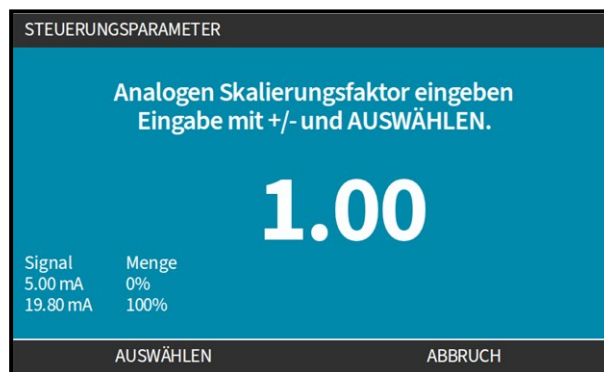 STEUERUNGSPARAMETER
Analogen Skalierungsfaktor eingeben
Eingabe mit +/- und AUSWÄHLEN.
1.00
Signal Menge
5.00 mA 0%
19.80 mA 100%
AUSWÄHLEN ABBRUCH